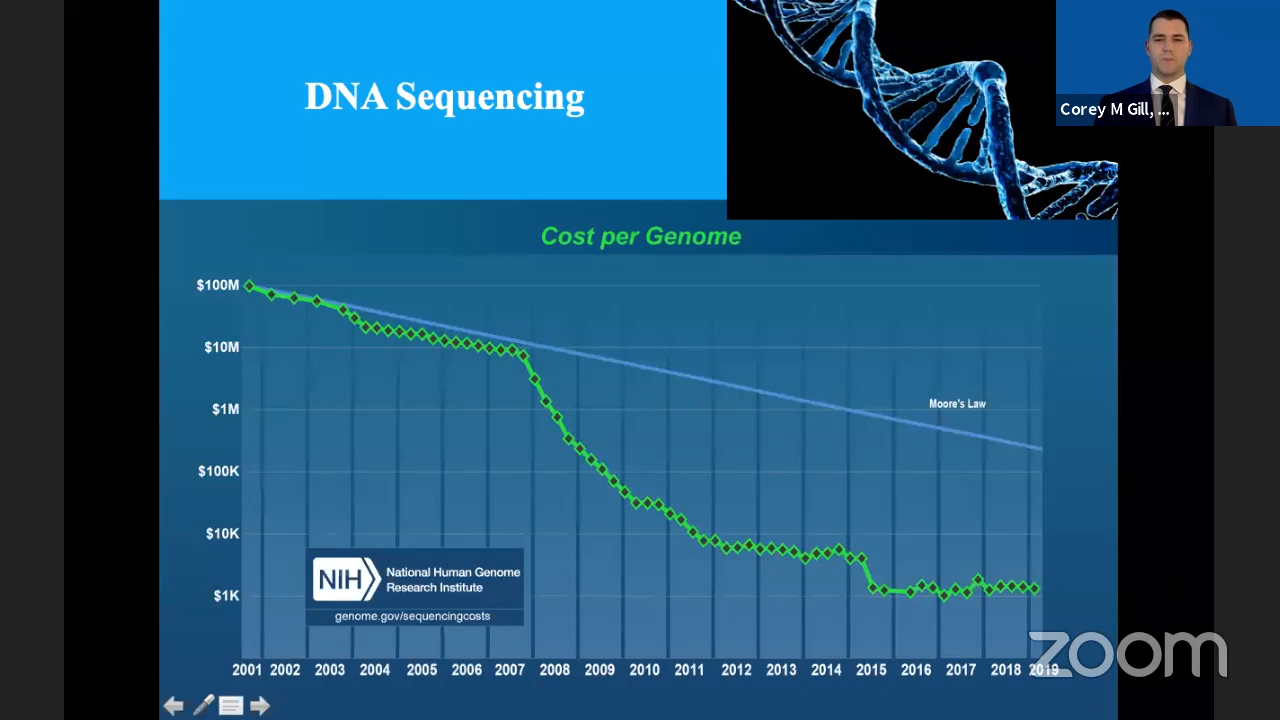 DNA Sequencing
Corey M Gill, ...
Cost per Genome
$100M
$10M
$1M
$100K
$10K
$1K
Moore's Law
NIH
National Human Genome
Research Institute
genome.gov/sequencingcosts
2001 2002 2003 2004 2005 2006 2007 2008 2009 2010 2011 2012 2013 2014 2015 2016 2017 2018 2019
zoom